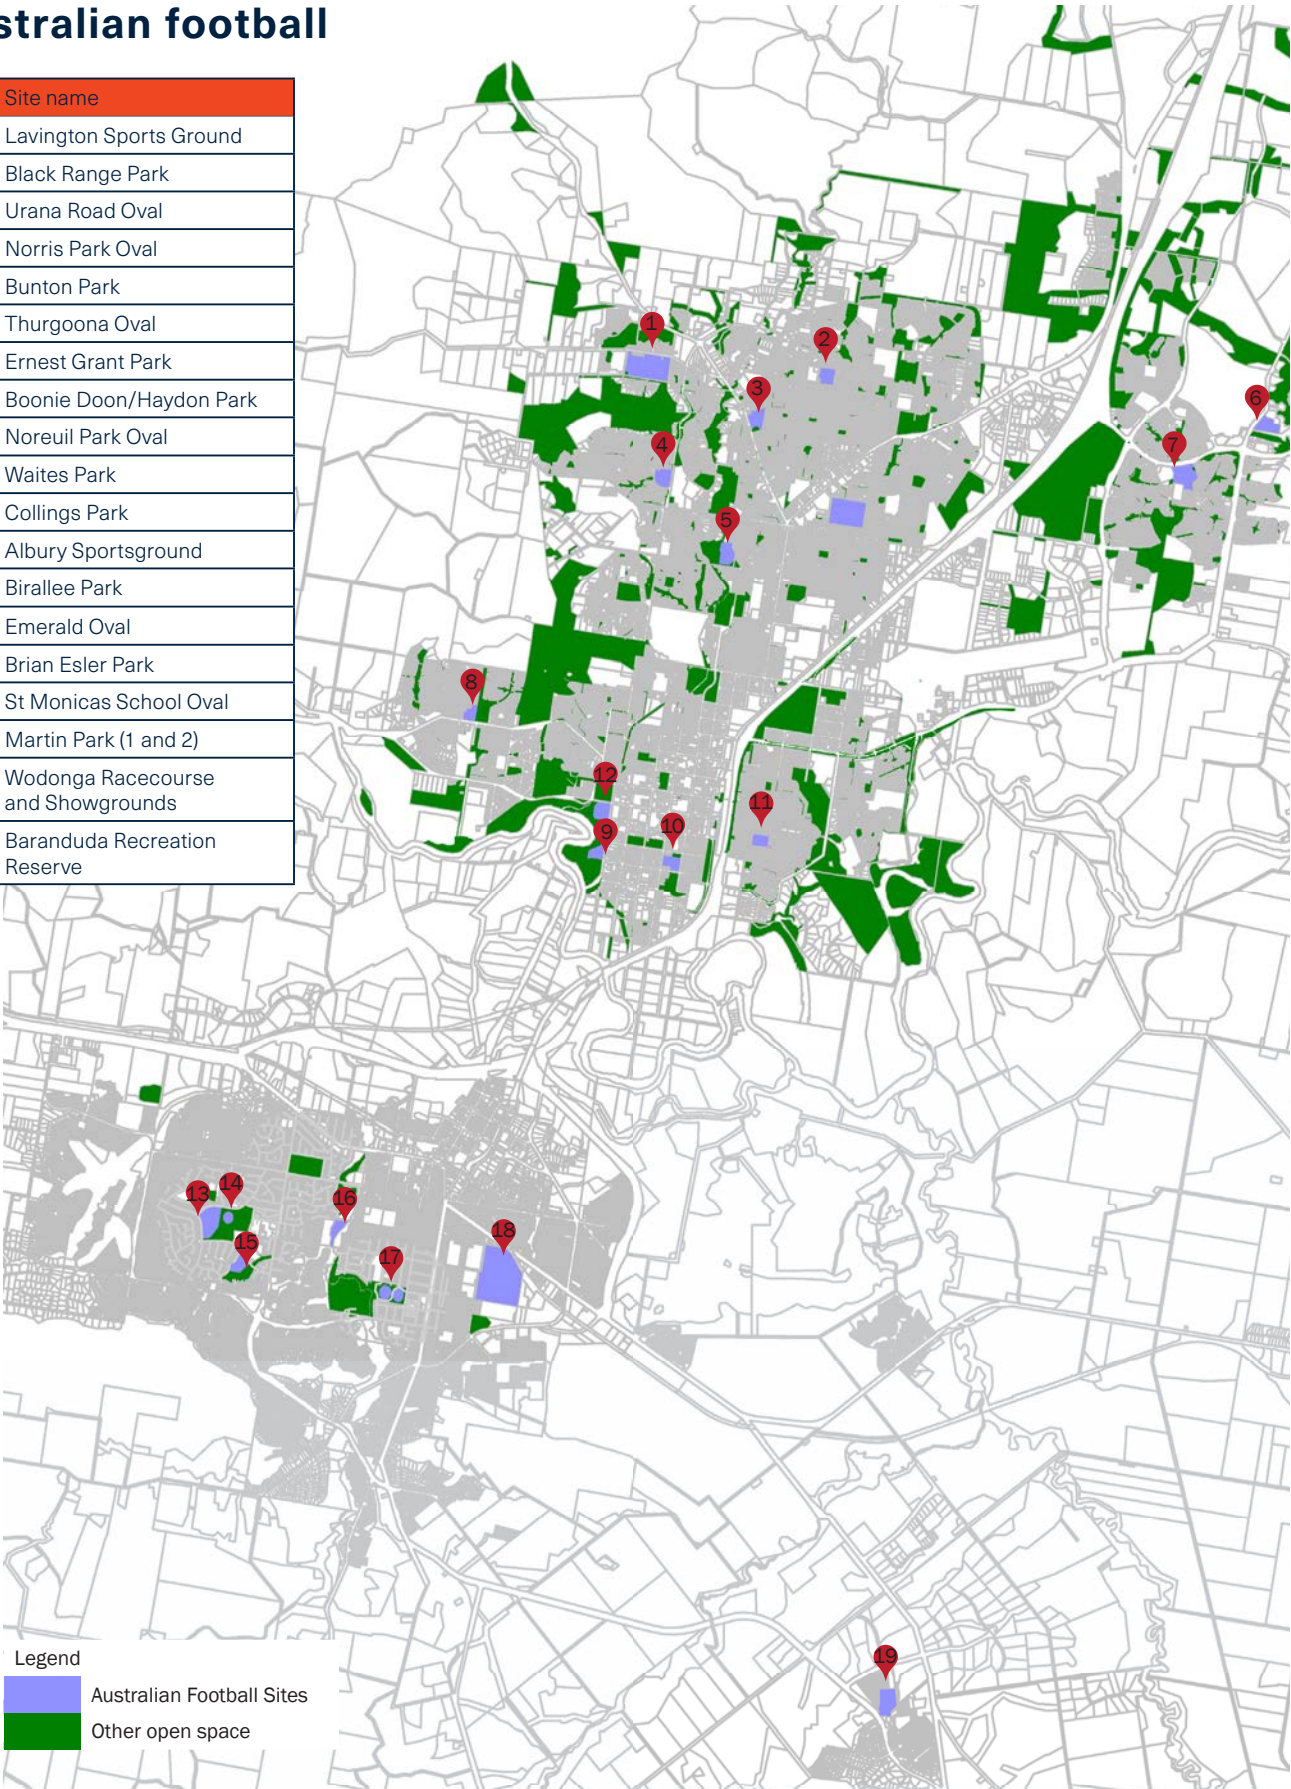 stralian football
Site name
Lavington Sports Ground
Black Range Park
Urana Road Oval
Norris Park Oval
Bunton Park
Thurgoona Oval
Ernest Grant Park
Boonie Doon/Haydon Park
Noreuil Park Oval
Waites Park
Collings Park
Albury Sportsground
Birallee Park
Emerald Oval
Brian Esler Park
St Monicas School Oval
Martin Park (1 and 2)
Wodonga Racecourse
and Showgrounds
Baranduda Recreation
Reserve
1
2
3
6
4
7
5
8
12
11
10
9
14
13
16
18
15
17
19
Legend
Australian Football Sites
Other open space